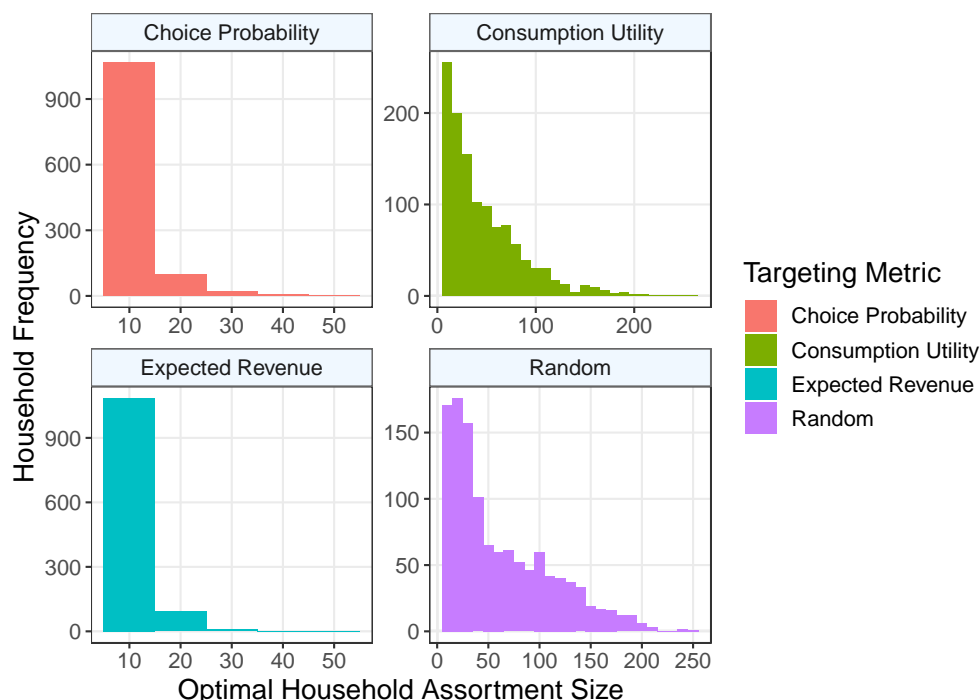 Choice Probability
Consumption Utility
900
600
300
0
10 20 30 40 50
200
100
0
0 100 200
Expected Revenue
Random
900
600
300
0
10 20 30 40 50
150
100
50
0
0 50 100 150 200 250
Household Frequency
Optimal Household Assortment Size
Targeting Metric
Choice Probability
Consumption Utility
Expected Revenue
Random